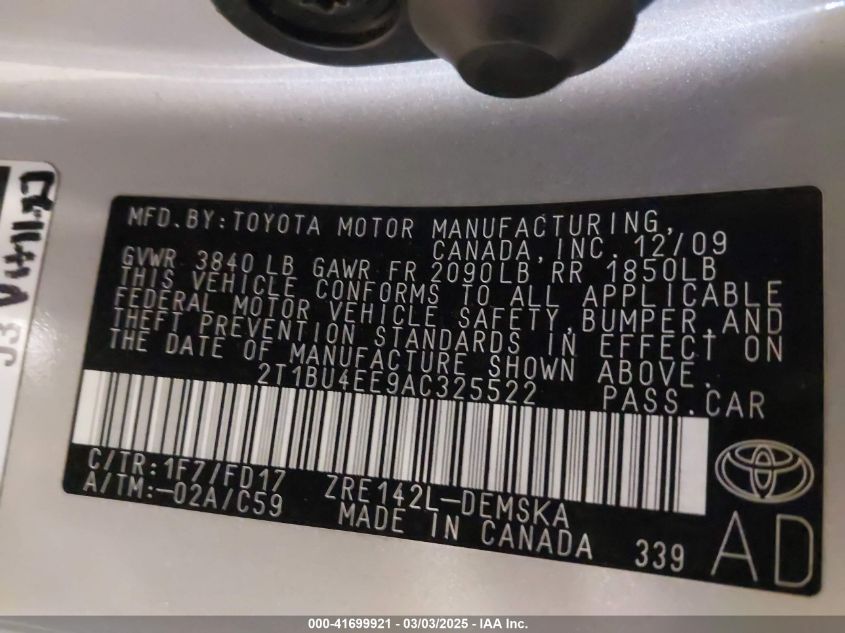 MFD.BY:TOYOTA MOTOR MANUFACTURING,
CANADA,INC. 12/09
GVWR 3840 LB GAWR FR 2090LB RR 1850LB
THIS VEHICLE CONFORMS TO ALL APPLICABLE
FEDERAL MOTOR VEHICLE SAFETY,BUMPER,AND
THEFT PREVENTION STANDARDS IN EFFECT ON
THE DATE OF MANUFACTURE SHOWN ABOVE.
2T1BU4EE9AC325522 PASS.CAR
C/TR:1F7/FD17 ZRE142L-DEMSKA
A/TM:-02A/C59 MADE IN CANADA 339
AD
000-41699921 - 03/03/2025 - IAA Inc.